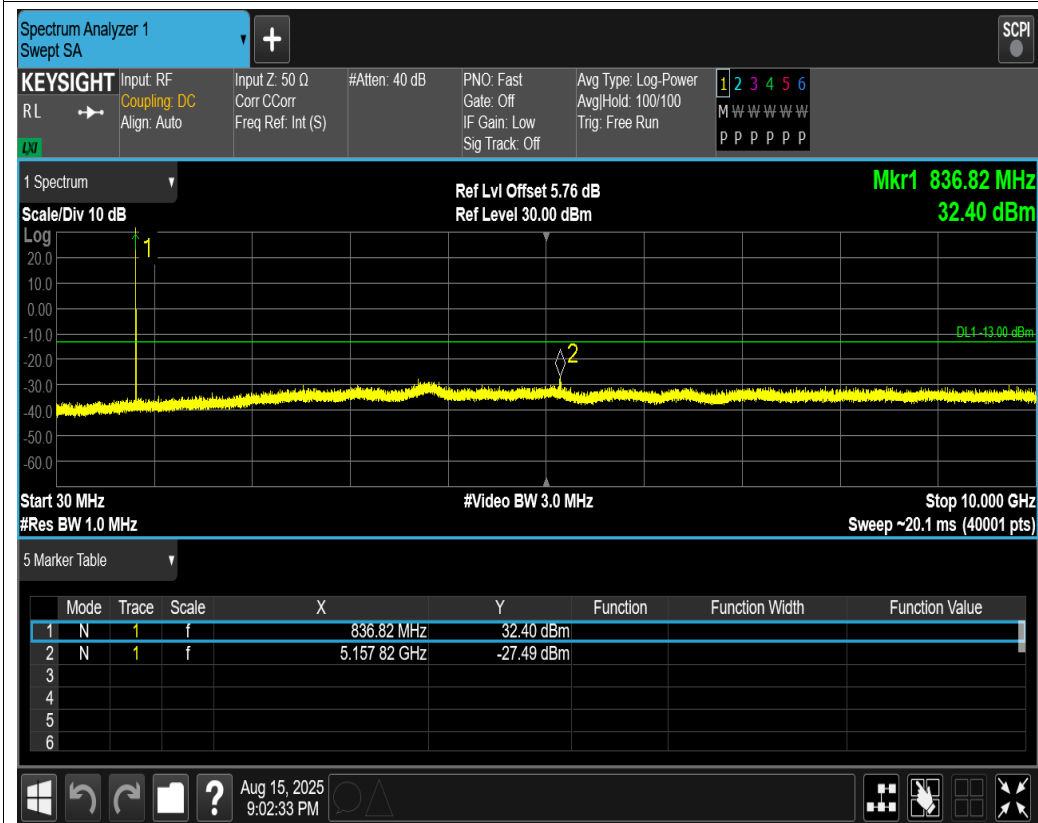 Spectrum Analyzer 1
Swept SA
+
SCPI
KEYSIGHT
RL
LXI
Input: RF
Coupling: DC
Align: Auto
Input Z: 50 Ω
Corr CCorr
Freq Ref: Int (S)
#Atten: 40 dB
PNO: Fast
Gate: Off
IF Gain: Low
Sig Track: Off
Avg Type: Log-Power
Avg|Hold: 100/100
Trig: Free Run
1 2 3 4 5 6
M W W W W W
P P P P P P
1 Spectrum
Scale/Div 10 dB
Ref Lvl Offset 5.76 dB
Ref Level 30.00 dBm
Mkr1 836.82 MHz
32.40 dBm
Log
1
20.0
10.0
0.00
-10.0
DL1 -13.00 dBm
-20.0
2
-30.0
-40.0
-50.0
-60.0
Start 30 MHz
#Video BW 3.0 MHz
Stop 10.000 GHz
#Res BW 1.0 MHz
Sweep ~20.1 ms (40001 pts)
5 Marker Table
Mode Trace Scale X Y Function Function Width Function Value
1 N 1 f 836.82 MHz 32.40 dBm
2 N 1 f 5.157 82 GHz -27.49 dBm
3
4
5
6
?
Aug 15, 2025
9:02:33 PM